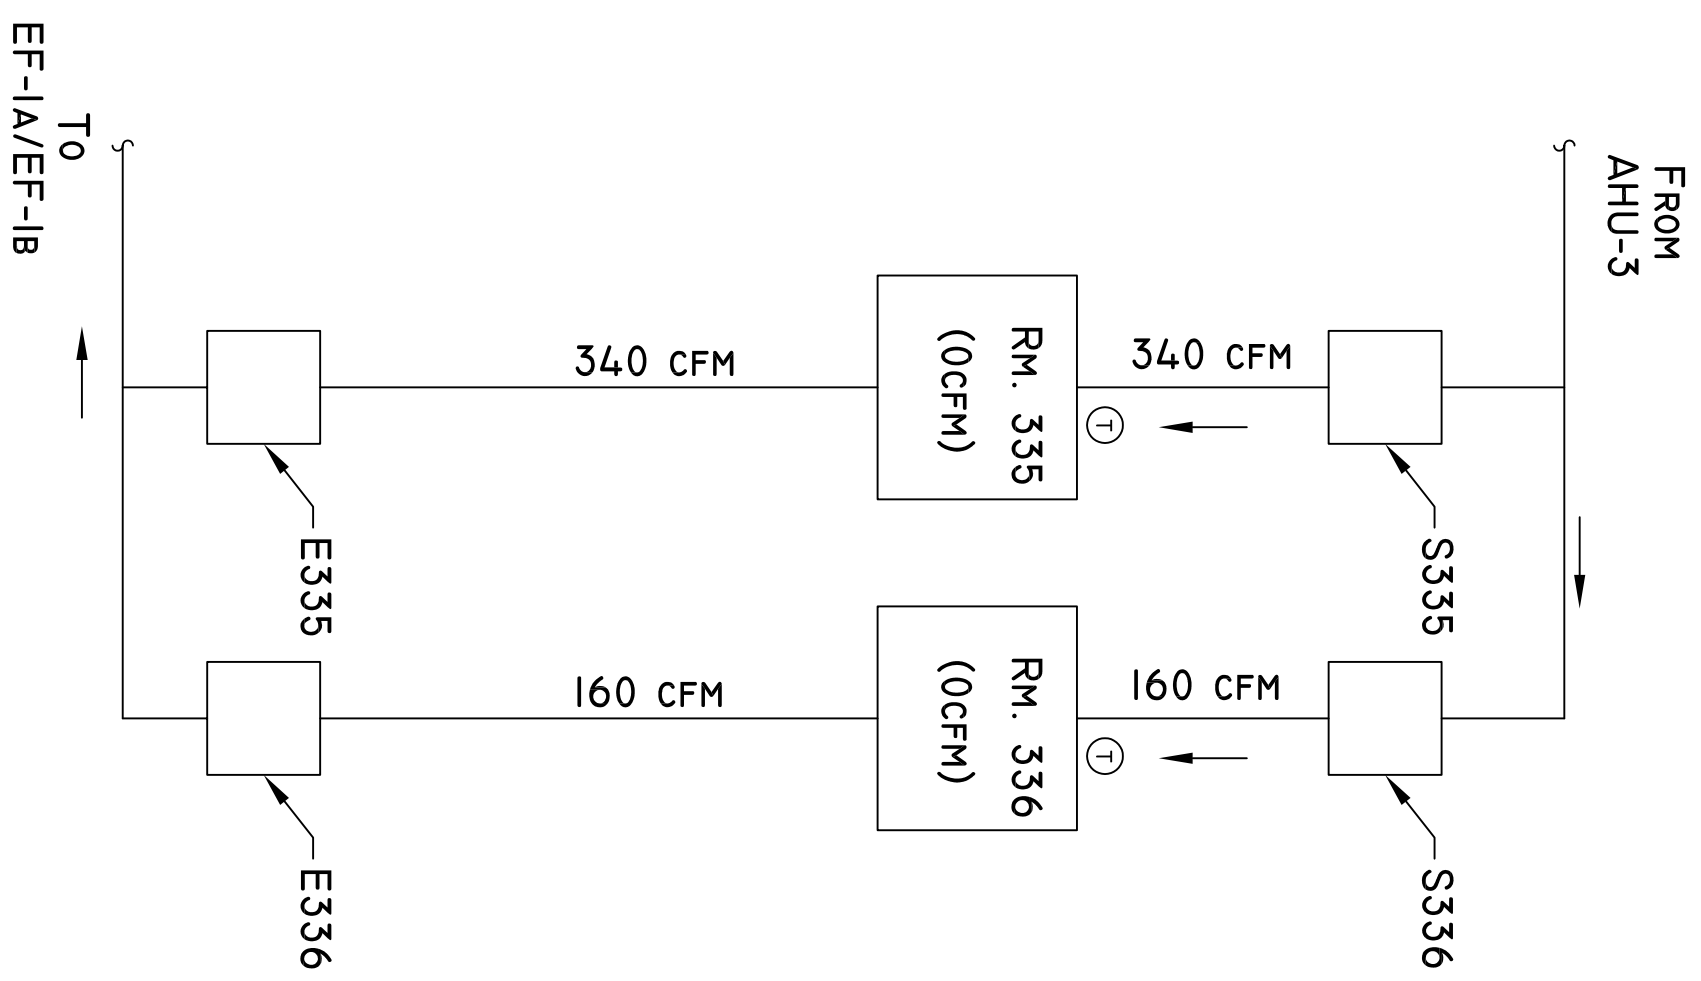 FROM
AHU-3
S335
S336
340 CFM
160 CFM
T
T
RM. 335
(0CFM)
RM. 336
(0CFM)
340 CFM
160 CFM
E335
E336
TO
EF-1A/EF-1B